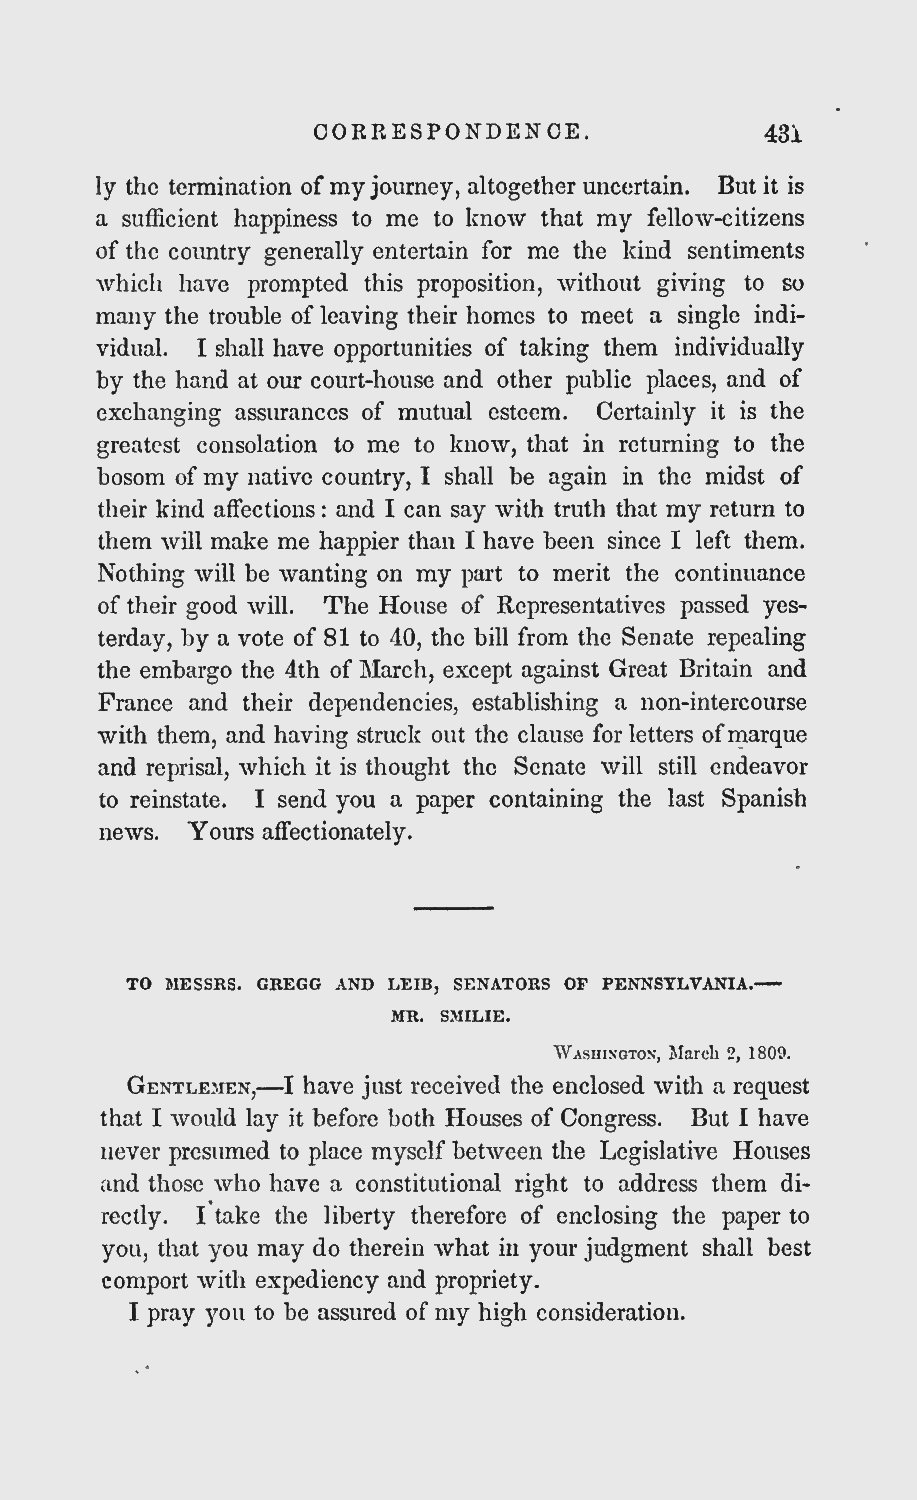 CORRESPONDENCE. 431
ly the termination of my journey, altogether uncertain. But it is
a sufficient happiness to me to know that my fellow-citizens
of the country generally entertain for me the kind sentiments
which have prompted this proposition, without giving to so
many the trouble of leaving their homes to meet a single indi-
vidual. I shall have opportunities of taking them individually
by the hand at our court-house and other public places, and of
exchanging assurances of mutual esteem. Certainly it is the
greatest consolation to me to know, that in returning to the
bosom of my native country, I shall be again in the midst of
their kind affections: and I can say with truth that my return to
them will make me happier than I have been since I left them.
Nothing will be wanting on my part to merit the continuance
of their good will. The House of Representatives passed yes-
terday, by a vote of 81 to 40, the bill from the Senate repealing
the embargo the 4th of March, except against Great Britain and
France and their dependencies, establishing a non-intercourse
with them, and having struck out the clause for letters of marque
and reprisal, which it is thought the Senate will still endeavor
to reinstate. I send you a paper containing the last Spanish
news. Yours affectionately.
TO MESSRS. GREGG AND LEIB, SENATORS OF PENNSYLVANIA.—
MR. SMILIE.
WASHINGTON, March 2, 1809.
GENTLEMEN,—I have just received the enclosed with a request
that I would lay it before both Houses of Congress. But I have
never presumed to place myself between the Legislative Houses
and those who have a constitutional right to address them di-
rectly. I take the liberty therefore of enclosing the paper to
you, that you may do therein what in your judgment shall best
comport with expediency and propriety.
I pray you to be assured of my high consideration.